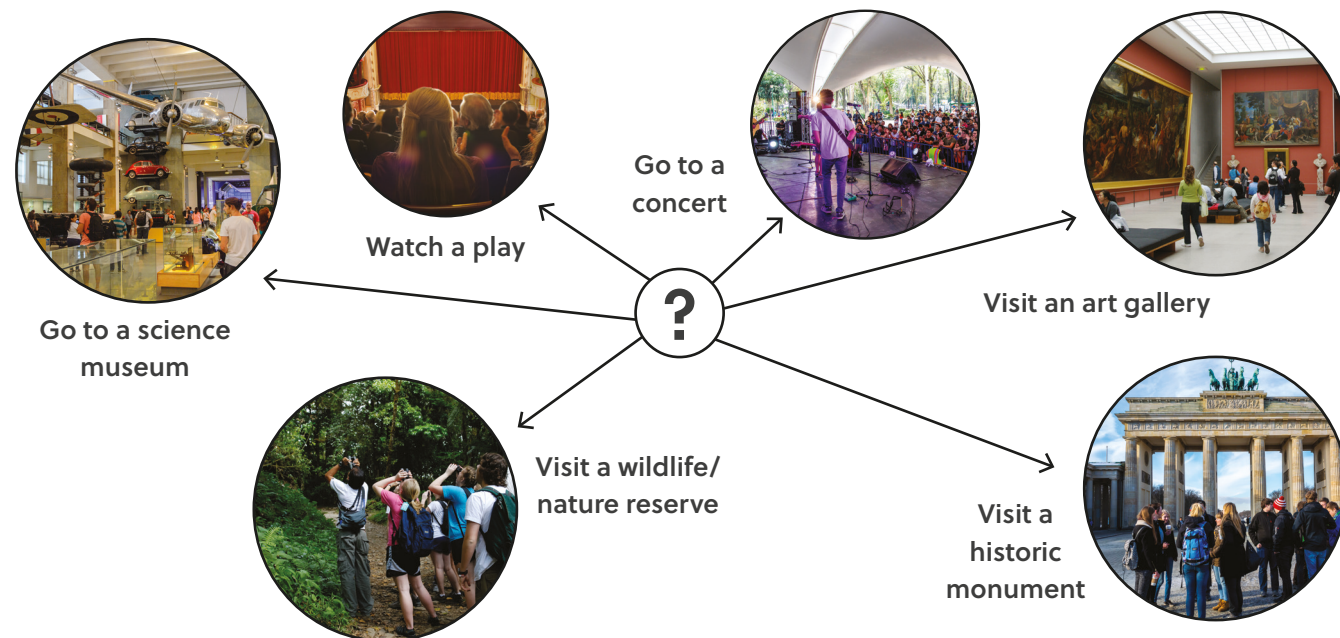 Watch a play
Go to a
concert
Go to a science
museum
?
Visit an art gallery
Visit a wildlife/
nature reserve
Visit a
historic
monument